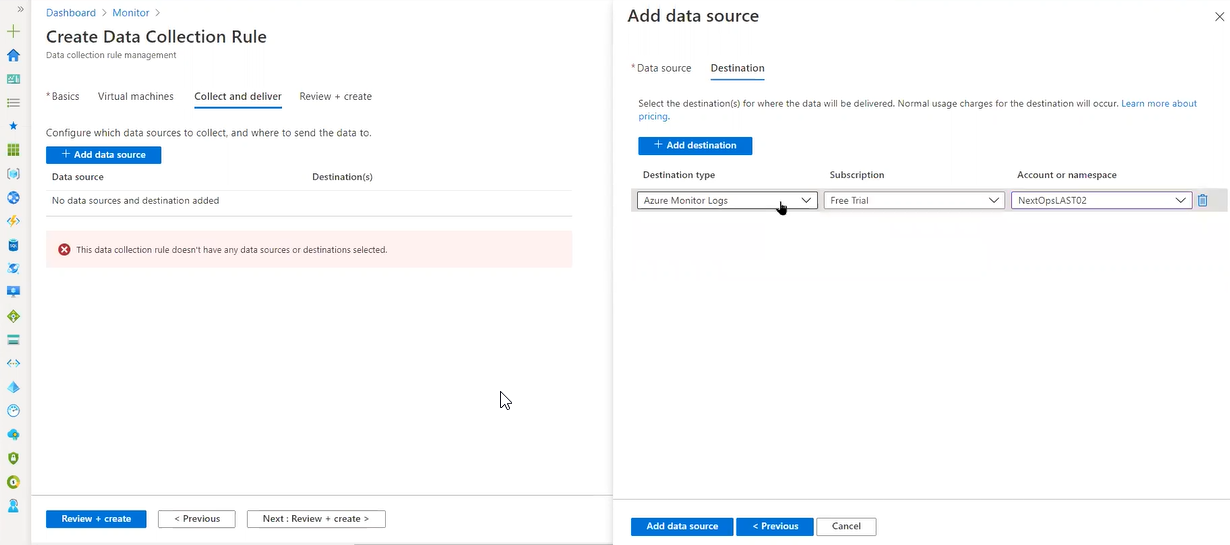 »
Dashboard > Monitor >
Create Data Collection Rule
Data collection rule management
* Basics Virtual machines Collect and deliver Review + create
Configure which data sources to collect, and where to send the data to.
+ Add data source
Data source Destination(s)
No data sources and destination added
This data collection rule doesn't have any data sources or destinations selected.
Review + create < Previous Next : Review + create >
Add data source
* Data source Destination
Select the destination(s) for where the data will be delivered. Normal usage charges for the destination will occur. Learn more about
pricing.
+ Add destination
Destination type Subscription Account or namespace
Azure Monitor Logs Free Trial NextOpsLAST02
Add data source < Previous Cancel